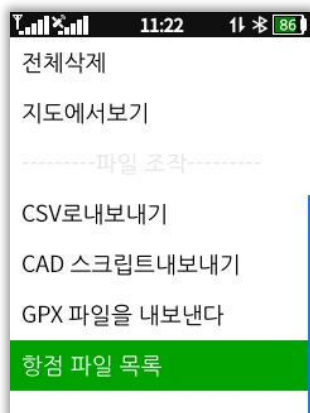 11:22 86
전체삭제
지도에서보기
---------파일 조작---------
CSV로내보내기
CAD 스크립트내보내기
GPX 파일을 내보낸다
항점 파일 목록